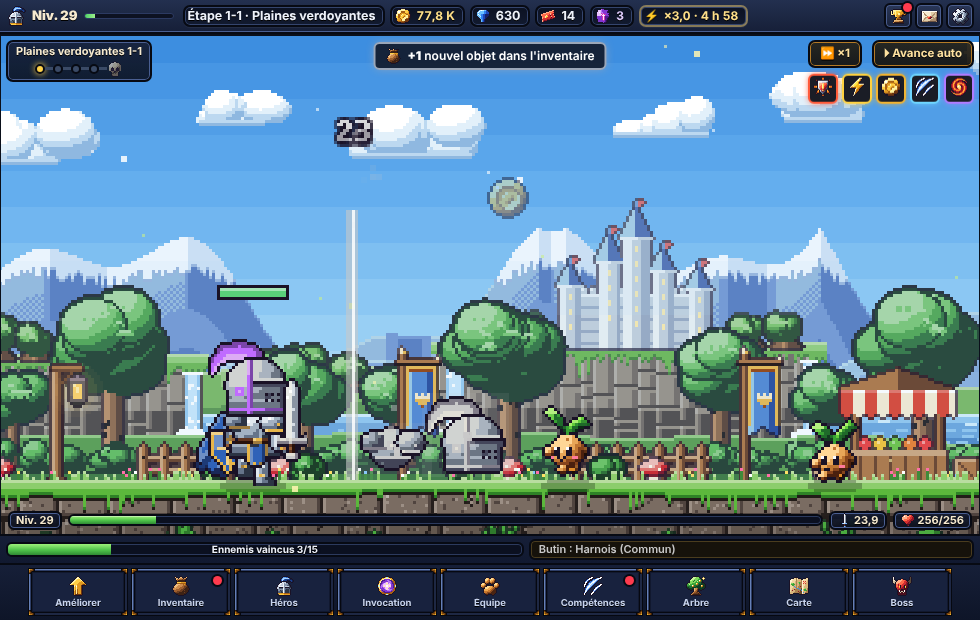 Niv. 29
Étape 1-1 · Plaines verdoyantes
77,8 K
630
14
3
×3,0 · 4 h 58
Plaines verdoyantes 1-1
+1 nouvel objet dans l'inventaire
×1
Avance auto
23
Niv. 29
23,9
256/256
Ennemis vaincus 3/15
Butin : Harnois (Commun)
Améliorer
Inventaire
Héros
Invocation
Equipe
Compétences
Arbre
Carte
Boss